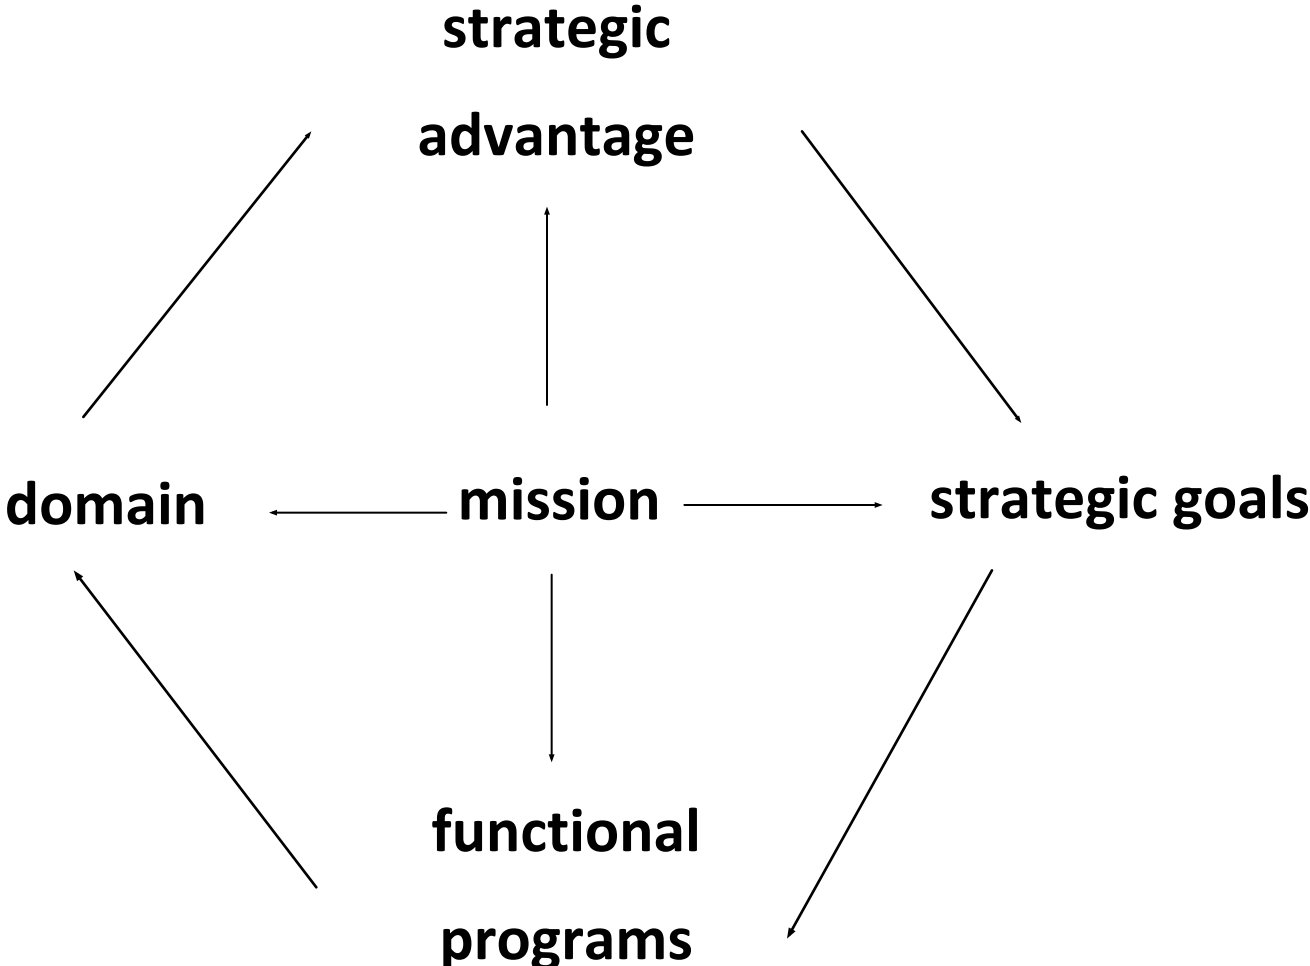 strategic
advantage
domain
mission
strategic goals
functional
programs